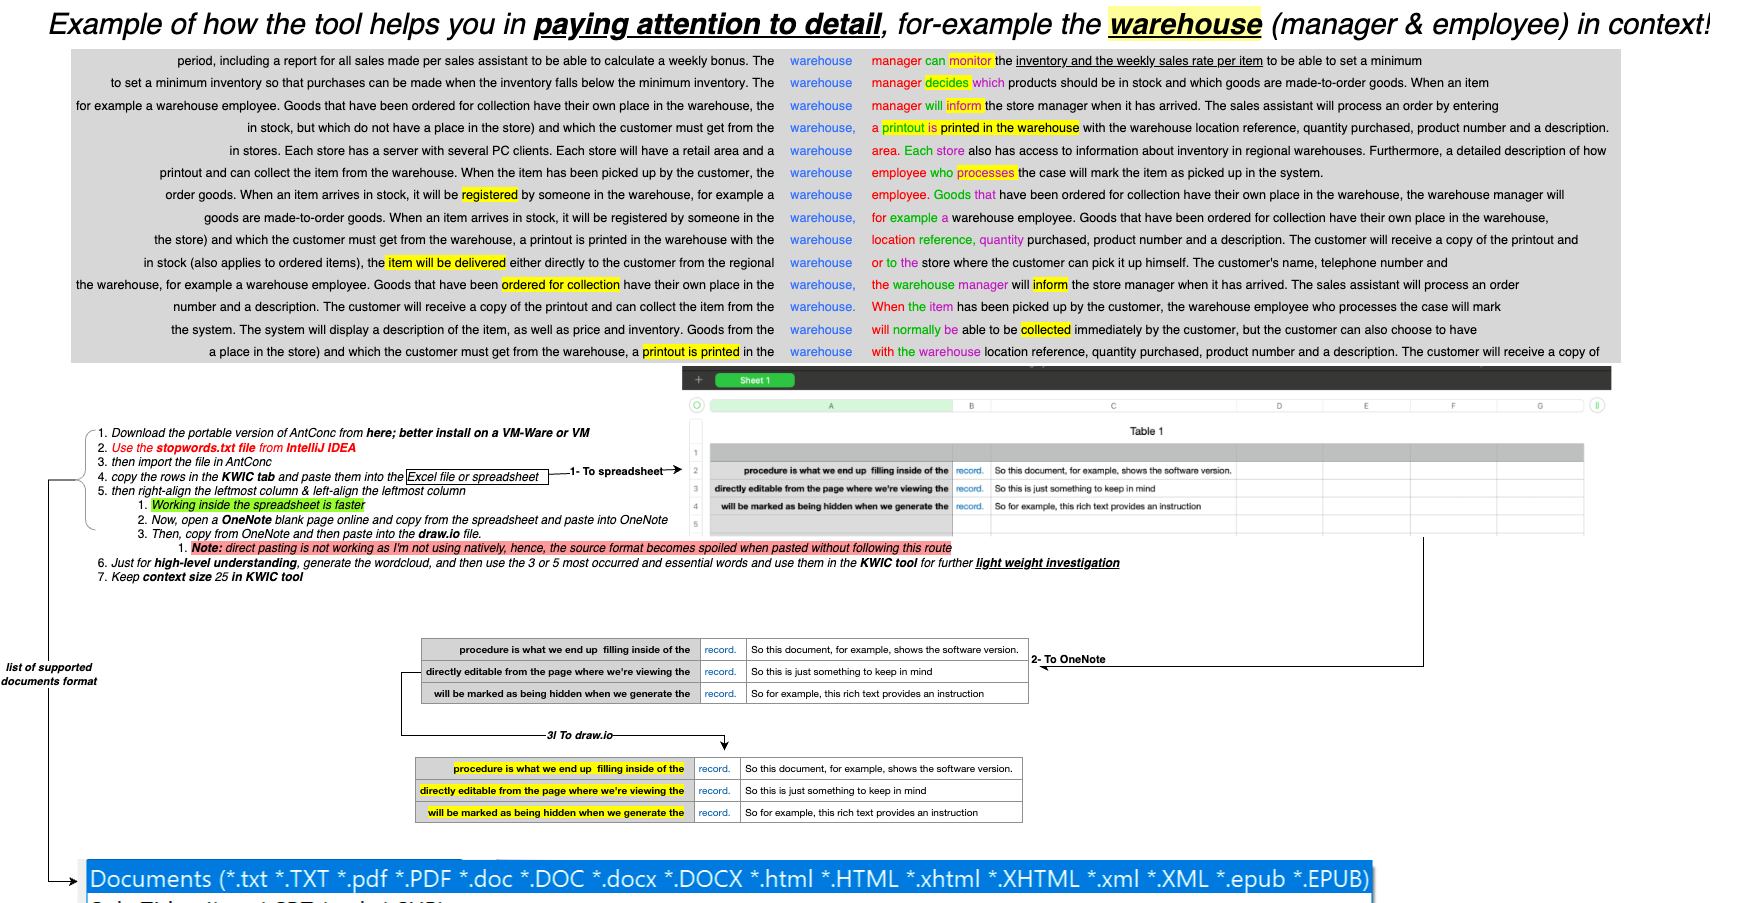 Example of how the tool helps you in paying attention to detail, for-example the warehouse (manager & employee) in context!
period, including a report for all sales made per sales assistant to be able to calculate a weekly bonus. The warehouse manager can monitor the inventory and the weekly sales rate per item to be able to set a minimum
to set a minimum inventory so that purchases can be made when the inventory falls below the minimum inventory. The warehouse manager decides which products should be in stock and which goods are made-to-order goods. When an item
for example a warehouse employee. Goods that have been ordered for collection have their own place in the warehouse, the warehouse manager will inform the store manager when it has arrived. The sales assistant will process an order by entering
in stock, but which do not have a place in the store) and which the customer must get from the warehouse, a printout is printed in the warehouse with the warehouse location reference, quantity purchased, product number and a description.
in stores. Each store has a server with several PC clients. Each store will have a retail area and a warehouse area. Each store also has access to information about inventory in regional warehouses. Furthermore, a detailed description of how
printout and can collect the item from the warehouse. When the item has been picked up by the customer, the warehouse employee who processes the case will mark the item as picked up in the system.
order goods. When an item arrives in stock, it will be registered by someone in the warehouse, for example a warehouse employee. Goods that have been ordered for collection have their own place in the warehouse, the warehouse manager will
goods are made-to-order goods. When an item arrives in stock, it will be registered by someone in the warehouse, for example a warehouse employee. Goods that have been ordered for collection have their own place in the warehouse,
the store) and which the customer must get from the warehouse, a printout is printed in the warehouse with the warehouse location reference, quantity purchased, product number and a description. The customer will receive a copy of the printout and
in stock (also applies to ordered items), the item will be delivered either directly to the customer from the regional warehouse or to the store where the customer can pick it up himself. The customer's name, telephone number and
the warehouse, for example a warehouse employee. Goods that have been ordered for collection have their own place in the warehouse, the warehouse manager will inform the store manager when it has arrived. The sales assistant will process an order
number and a description. The customer will receive a copy of the printout and can collect the item from the warehouse. When the item has been picked up by the customer, the warehouse employee who processes the case will mark
the system. The system will display a description of the item, as well as price and inventory. Goods from the warehouse will normally be able to be collected immediately by the customer, but the customer can also choose to have
a place in the store) and which the customer must get from the warehouse, a printout is printed in the warehouse with the warehouse location reference, quantity purchased, product number and a description. The customer will receive a copy of
+ Sheet 1
A B C D E F G
Table 1
1
2 procedure is what we end up filling inside of the record. So this document, for example, shows the software version.
3 directly editable from the page where we're viewing the record. So this is just something to keep in mind
4 will be marked as being hidden when we generate the record. So for example, this rich text provides an instruction
5
1. Download the portable version of AntConc from here; better install on a VM-Ware or VM
2. Use the stopwords.txt file from IntelliJ IDEA
3. then import the file in AntConc
4. copy the rows in the KWIC tab and paste them into the Excel file or spreadsheet
1- To spreadsheet
5. then right-align the leftmost column & left-align the leftmost column
1. Working inside the spreadsheet is faster
2. Now, open a OneNote blank page online and copy from the spreadsheet and paste into OneNote
3. Then, copy from OneNote and then paste into the draw.io file.
1. Note: direct pasting is not working as I'm not using natively, hence, the source format becomes spoiled when pasted without following this route
6. Just for high-level understanding, generate the wordcloud, and then use the 3 or 5 most occurred and essential words and use them in the KWIC tool for further light weight investigation
7. Keep context size 25 in KWIC tool
list of supported
documents format
procedure is what we end up filling inside of the record. So this document, for example, shows the software version.
directly editable from the page where we're viewing the record. So this is just something to keep in mind
will be marked as being hidden when we generate the record. So for example, this rich text provides an instruction
2- To OneNote
3I To draw.io
procedure is what we end up filling inside of the record. So this document, for example, shows the software version.
directly editable from the page where we're viewing the record. So this is just something to keep in mind
will be marked as being hidden when we generate the record. So for example, this rich text provides an instruction
Documents (*.txt *.TXT *.pdf *.PDF *.doc *.DOC *.docx *.DOCX *.html *.HTML *.xhtml *.XHTML *.xml *.XML *.epub *.EPUB)